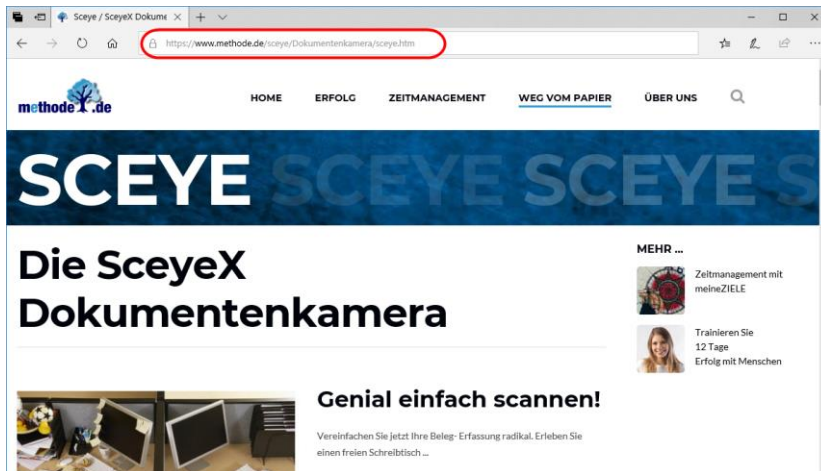 Sceye / SceyeX Dokume
https://www.methode.de/sceye/Dokumentenkamera/sceye.htm
methode.de
HOME ERFOLG ZEITMANAGEMENT WEG VOM PAPIER ÜBER UNS
SCEYE SCEYE SCEYE S
Die SceyeX
Dokumentenkamera
MEHR ...
Zeitmanagement mit
meineZIELE
Trainieren Sie
12 Tage
Erfolg mit Menschen
Genial einfach scannen!
Vereinfachen Sie jetzt Ihre Beleg- Erfassung radikal. Erleben Sie
einen freien Schreibtisch ...